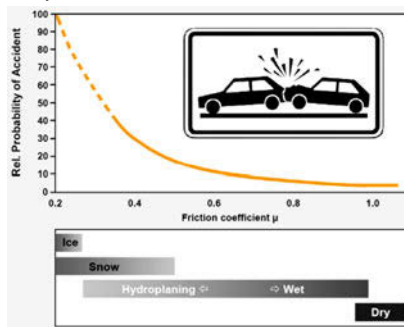 Rel. Probability of Accident
100
90
80
70
60
50
40
30
20
10
0
0.2 0.4 0.6 0.8 1.0
Friction coefficient μ
Ice
Snow
Hydroplaning ⇦ ⇨ Wet
Dry